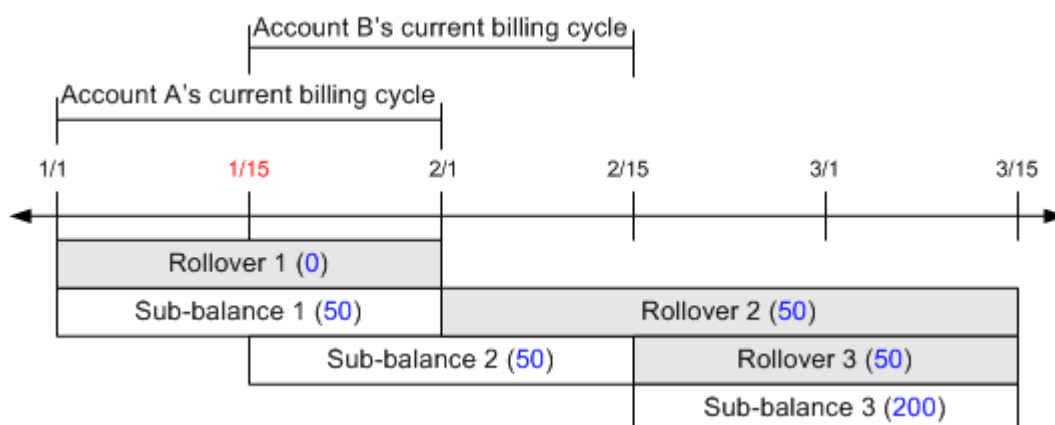 Account B's current billing cycle
Account A's current billing cycle
1/1 1/15 2/1 2/15 3/1 3/15
Rollover 1 (0)
Sub-balance 1 (50) Rollover 2 (50)
Sub-balance 2 (50) Rollover 3 (50)
Sub-balance 3 (200)